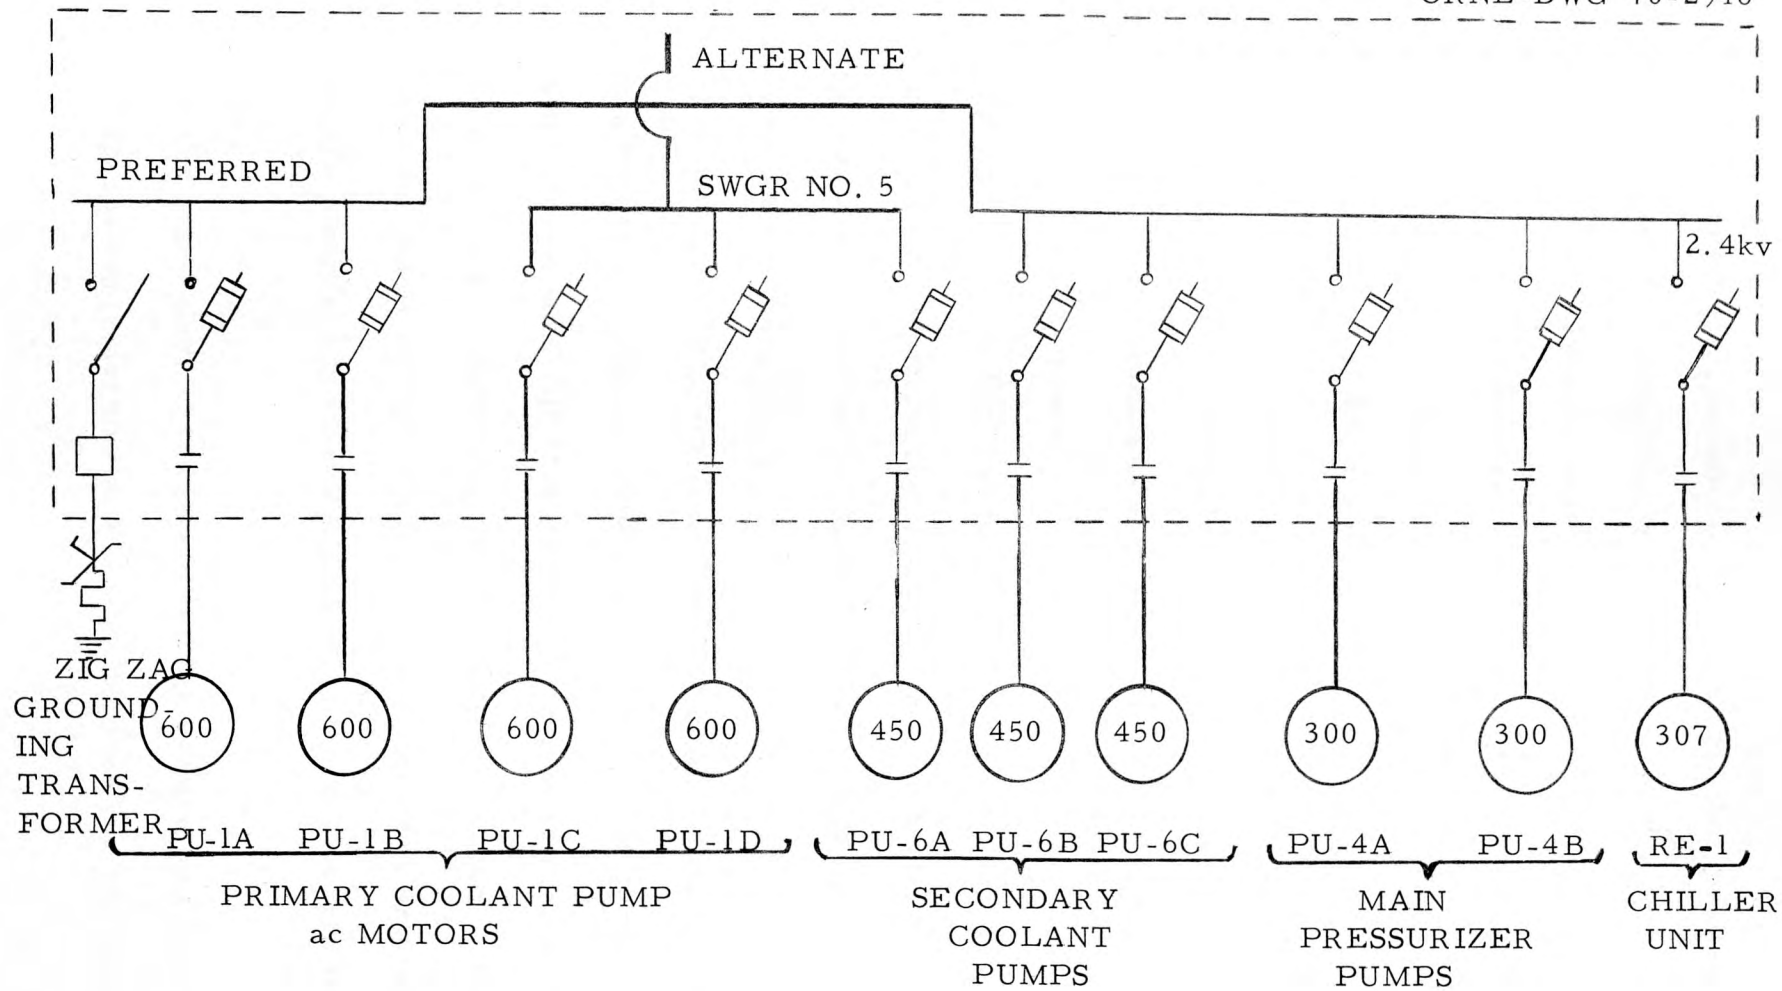 ALTERNATE
PREFERRED
SWGR NO. 5
2.4kv
ZIG ZAG
GROUND-
ING
TRANS-
FORMER
600
600
600
600
450
450
450
300
300
307
PU-1A
PU-1B
PU-1C
PU-1D
PU-6A
PU-6B
PU-6C
PU-4A
PU-4B
RE-1
PRIMARY COOLANT PUMP
ac MOTORS
SECONDARY
COOLANT
PUMPS
MAIN
PRESSURIZER
PUMPS
CHILLER
UNIT